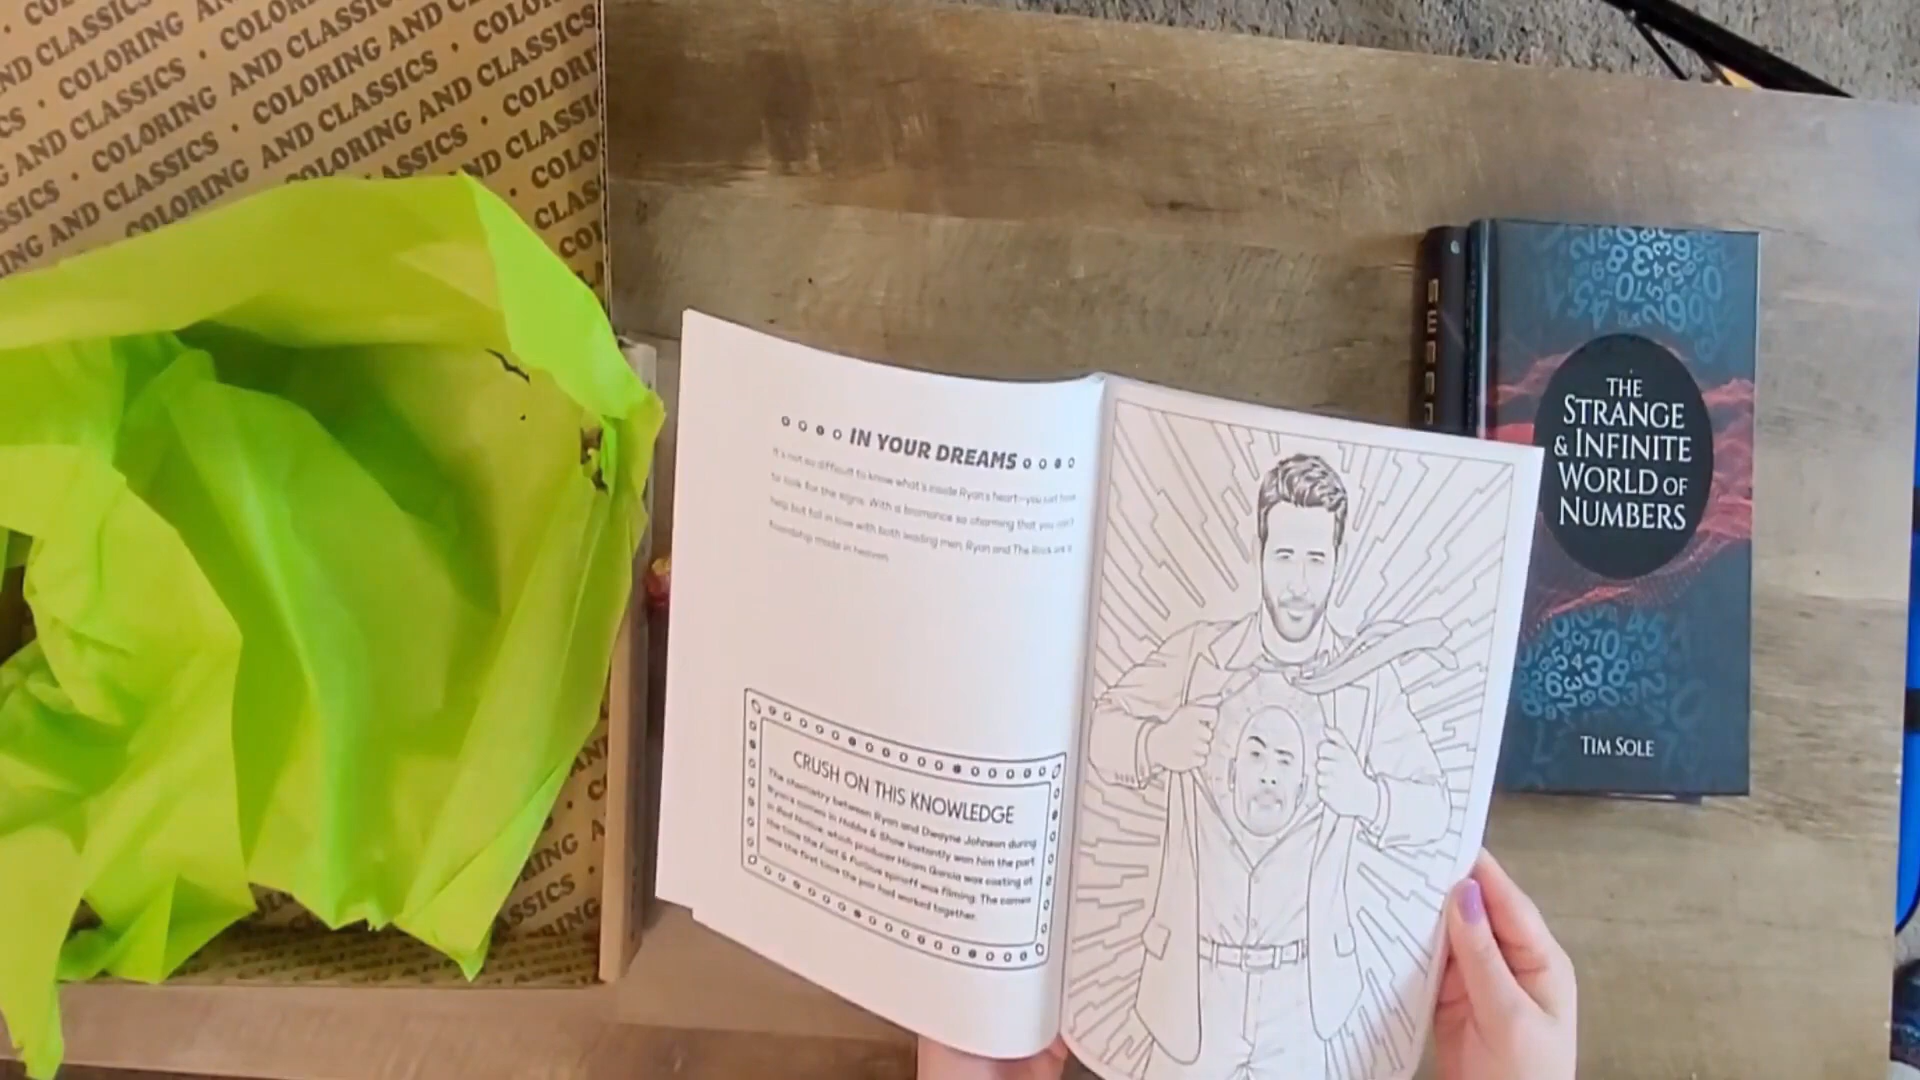 COLORING AND CLASSICS • COLORING AND CLASSICS
IN YOUR DREAMS
It's not so difficult to know what's inside Ryan's heart—you just have
to look for the signs. With a bromance so charming that you can't
help but fall in love with both leading men, Ryan and The Rock are a
friendship made in heaven.
CRUSH ON THIS KNOWLEDGE
The chemistry between Ryan and Dwayne Johnson during
Ryan's cameo in Hobbs & Shaw instantly won him the part
in Red Notice, which producer Hiram Garcia was casting at
the time the Fast & Furious spinoff was filming. The cameo
was the first time the pair had worked together.
THE
STRANGE
& INFINITE
WORLD OF
NUMBERS
TIM SOLE